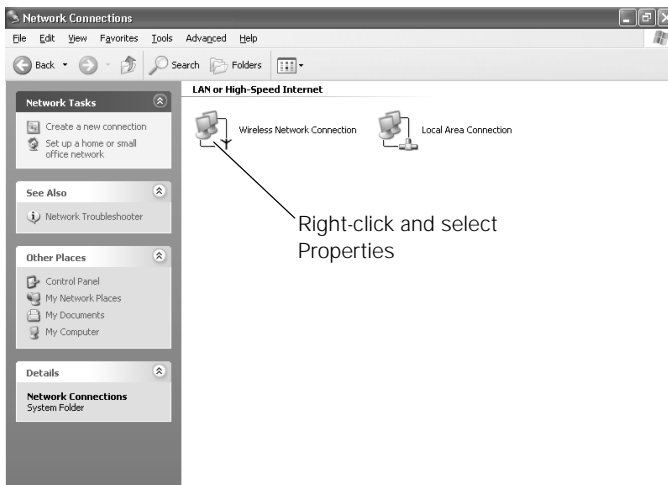 Network Connections
File Edit View Favorites Tools Advanced Help
Back Search Folders
Network Tasks
Create a new connection
Set up a home or small
office network
See Also
Network Troubleshooter
Other Places
Control Panel
My Network Places
My Documents
My Computer
Details
Network Connections
System Folder
LAN or High-Speed Internet
Wireless Network Connection
Local Area Connection
Right-click and select
Properties